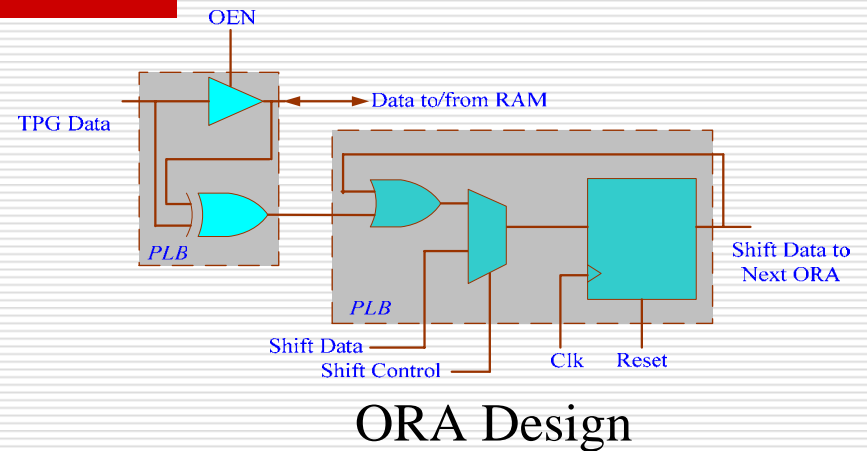 OEN
TPG Data
Data to/from RAM
PLB
PLB
Shift Data to
Next ORA
Shift Data
Shift Control
Clk
Reset
ORA Design